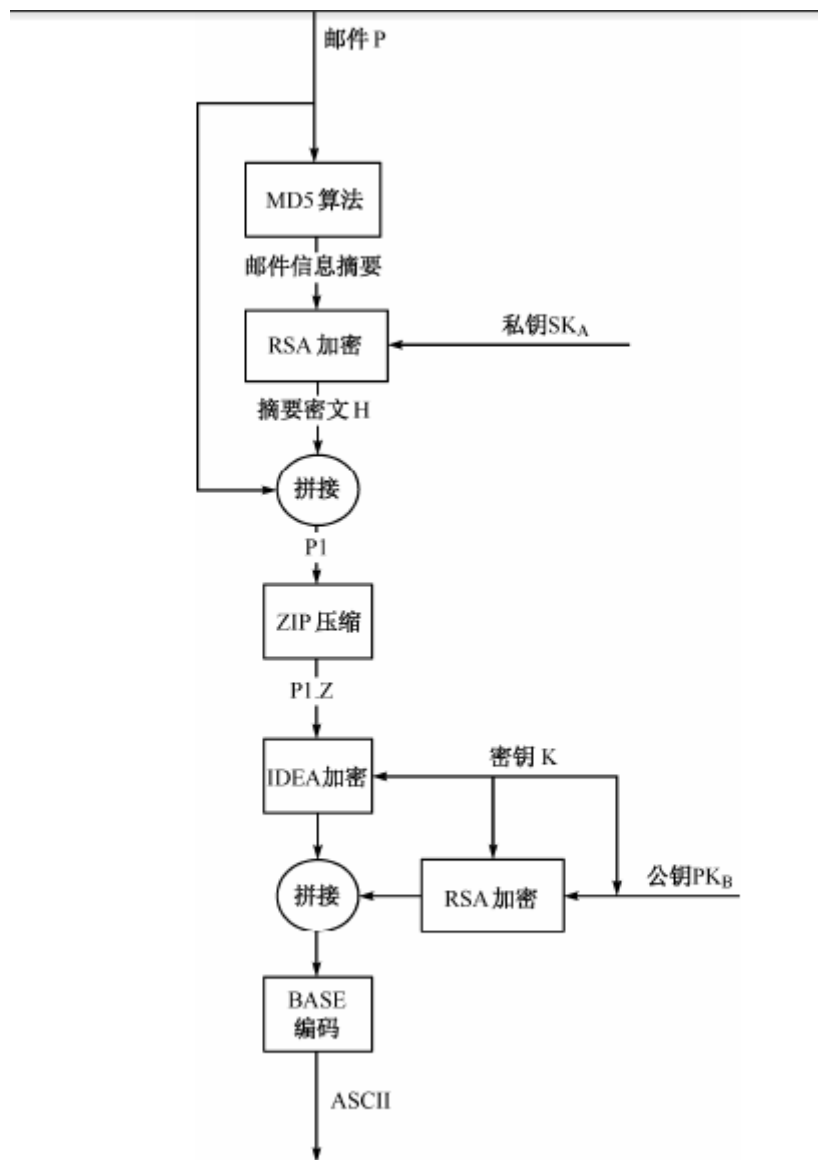 邮件 P
MD5 算法
邮件信息摘要
私钥SKA
RSA 加密
摘要密文 H
拼接
P1
ZIP 压缩
P1.Z
密钥 K
IDEA加密
公钥PKB
拼接
RSA 加密
BASE
编码
ASCII